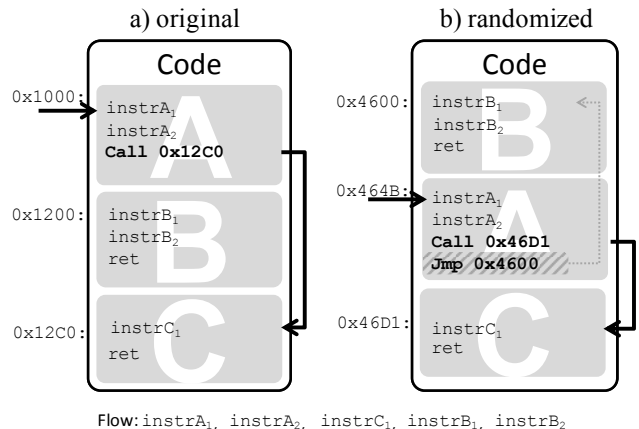 a) original
b) randomized
Code
0x1000:
instrA₁
instrA₂
Call 0x12C0
A
0x1200:
instrB₁
instrB₂
ret
B
0x12C0:
instrC₁
ret
C
Code
0x4600:
instrB₁
instrB₂
ret
B
0x464B:
instrA₁
instrA₂
Call 0x46D1
Jmp 0x4600
A
0x46D1:
instrC₁
ret
C
Flow: instrA₁, instrA₂, instrC₁, instrB₁, instrB₂